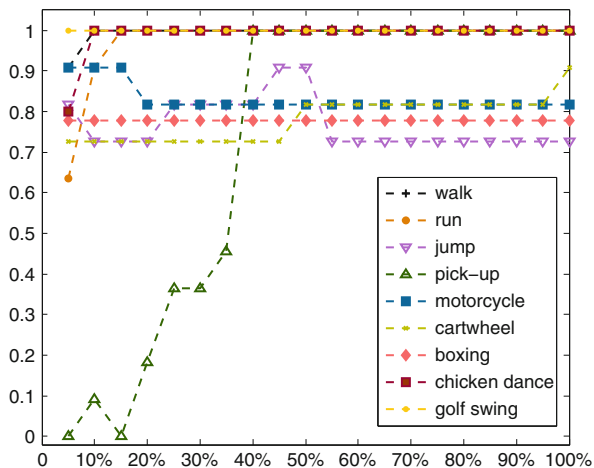 1
0.9
0.8
0.7
0.6
0.5
0.4
0.3
0.2
0.1
0
walk
run
jump
pick-up
motorcycle
cartwheel
boxing
chicken dance
golf swing
0 10% 20% 30% 40% 50% 60% 70% 80% 90% 100%